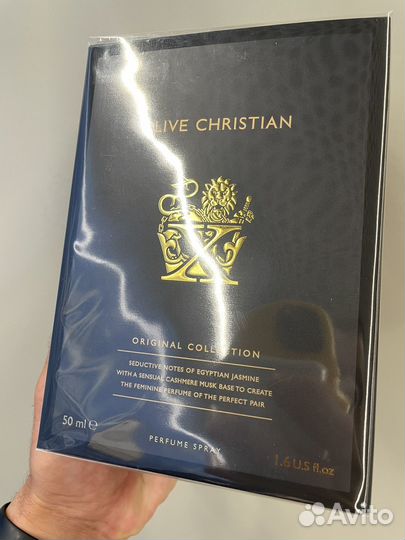 LIVE CHRISTIAN
X
ORIGINAL COLLECTION
SEDUCTIVE NOTES OF EGYPTIAN JASMINE
WITH A SENSUAL CASHMERE MUSK BASE TO CREATE
THE FEMININE PERFUME OF THE PERFECT PAIR
50 ml ℮
PERFUME SPRAY
1.6 U.S fl.oz
Avito